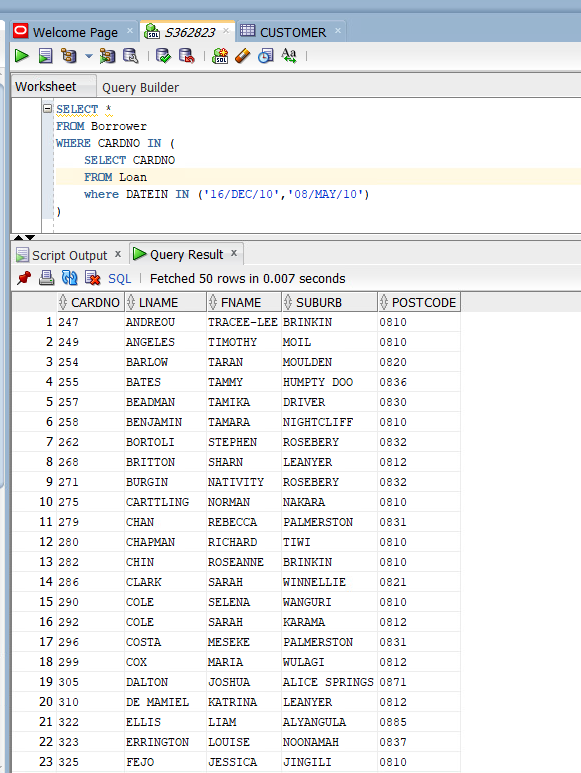 Welcome Page × S362823 × CUSTOMER ×
Worksheet Query Builder
SELECT *
FROM Borrower
WHERE CARDNO IN (
SELECT CARDNO
FROM Loan
where DATEIN IN ('16/DEC/10','08/MAY/10')
)
Script Output × Query Result ×
SQL | Fetched 50 rows in 0.007 seconds
CARDNO LNAME FNAME SUBURB POSTCODE
1 247 ANDREOU TRACEE-LEE BRINKIN 0810
2 249 ANGELES TIMOTHY MOIL 0810
3 254 BARLOW TARAN MOULDEN 0820
4 255 BATES TAMMY HUMPTY DOO 0836
5 257 BEADMAN TAMIKA DRIVER 0830
6 258 BENJAMIN TAMARA NIGHTCLIFF 0810
7 262 BORTOLI STEPHEN ROSEBERY 0832
8 268 BRITTON SHARN LEANYER 0812
9 271 BURGIN NATIVITY ROSEBERY 0832
10 275 CARTTLING NORMAN NAKARA 0810
11 279 CHAN REBECCA PALMERSTON 0831
12 280 CHAPMAN RICHARD TIWI 0810
13 282 CHIN ROSEANNE BRINKIN 0810
14 286 CLARK SARAH WINNELLIE 0821
15 290 COLE SELENA WANGURI 0810
16 292 COLE SARAH KARAMA 0812
17 296 COSTA MESEKE PALMERSTON 0831
18 299 COX MARIA WULAGI 0812
19 305 DALTON JOSHUA ALICE SPRINGS 0871
20 310 DE MAMIEL KATRINA LEANYER 0812
21 322 ELLIS LIAM ALYANGULA 0885
22 323 ERRINGTON LOUISE NOONAMAH 0837
23 325 FEJO JESSICA JINGILI 0810